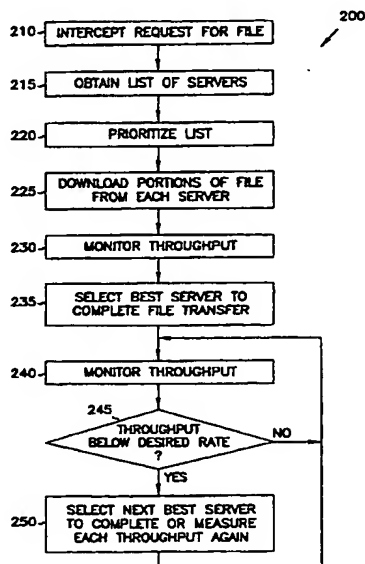 200
210 INTERCEPT REQUEST FOR FILE
215 OBTAIN LIST OF SERVERS
220 PRIORITIZE LIST
225 DOWNLOAD PORTIONS OF FILE
FROM EACH SERVER
230 MONITOR THROUGHPUT
235 SELECT BEST SERVER TO
COMPLETE FILE TRANSFER
240 MONITOR THROUGHPUT
245
THROUGHPUT
BELOW DESIRED RATE
?
NO
YES
250 SELECT NEXT BEST SERVER
TO COMPLETE OR MEASURE
EACH THROUGHPUT AGAIN